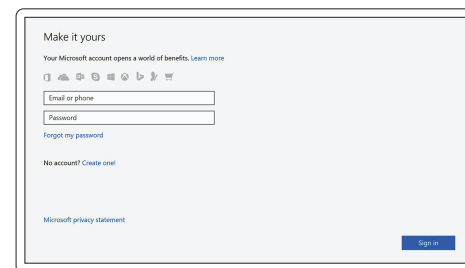 Make it yours
Your Microsoft account opens a world of benefits. Learn more
Email or phone
Password
Forgot my password
No account? Create one!
Microsoft privacy statement
Sign in